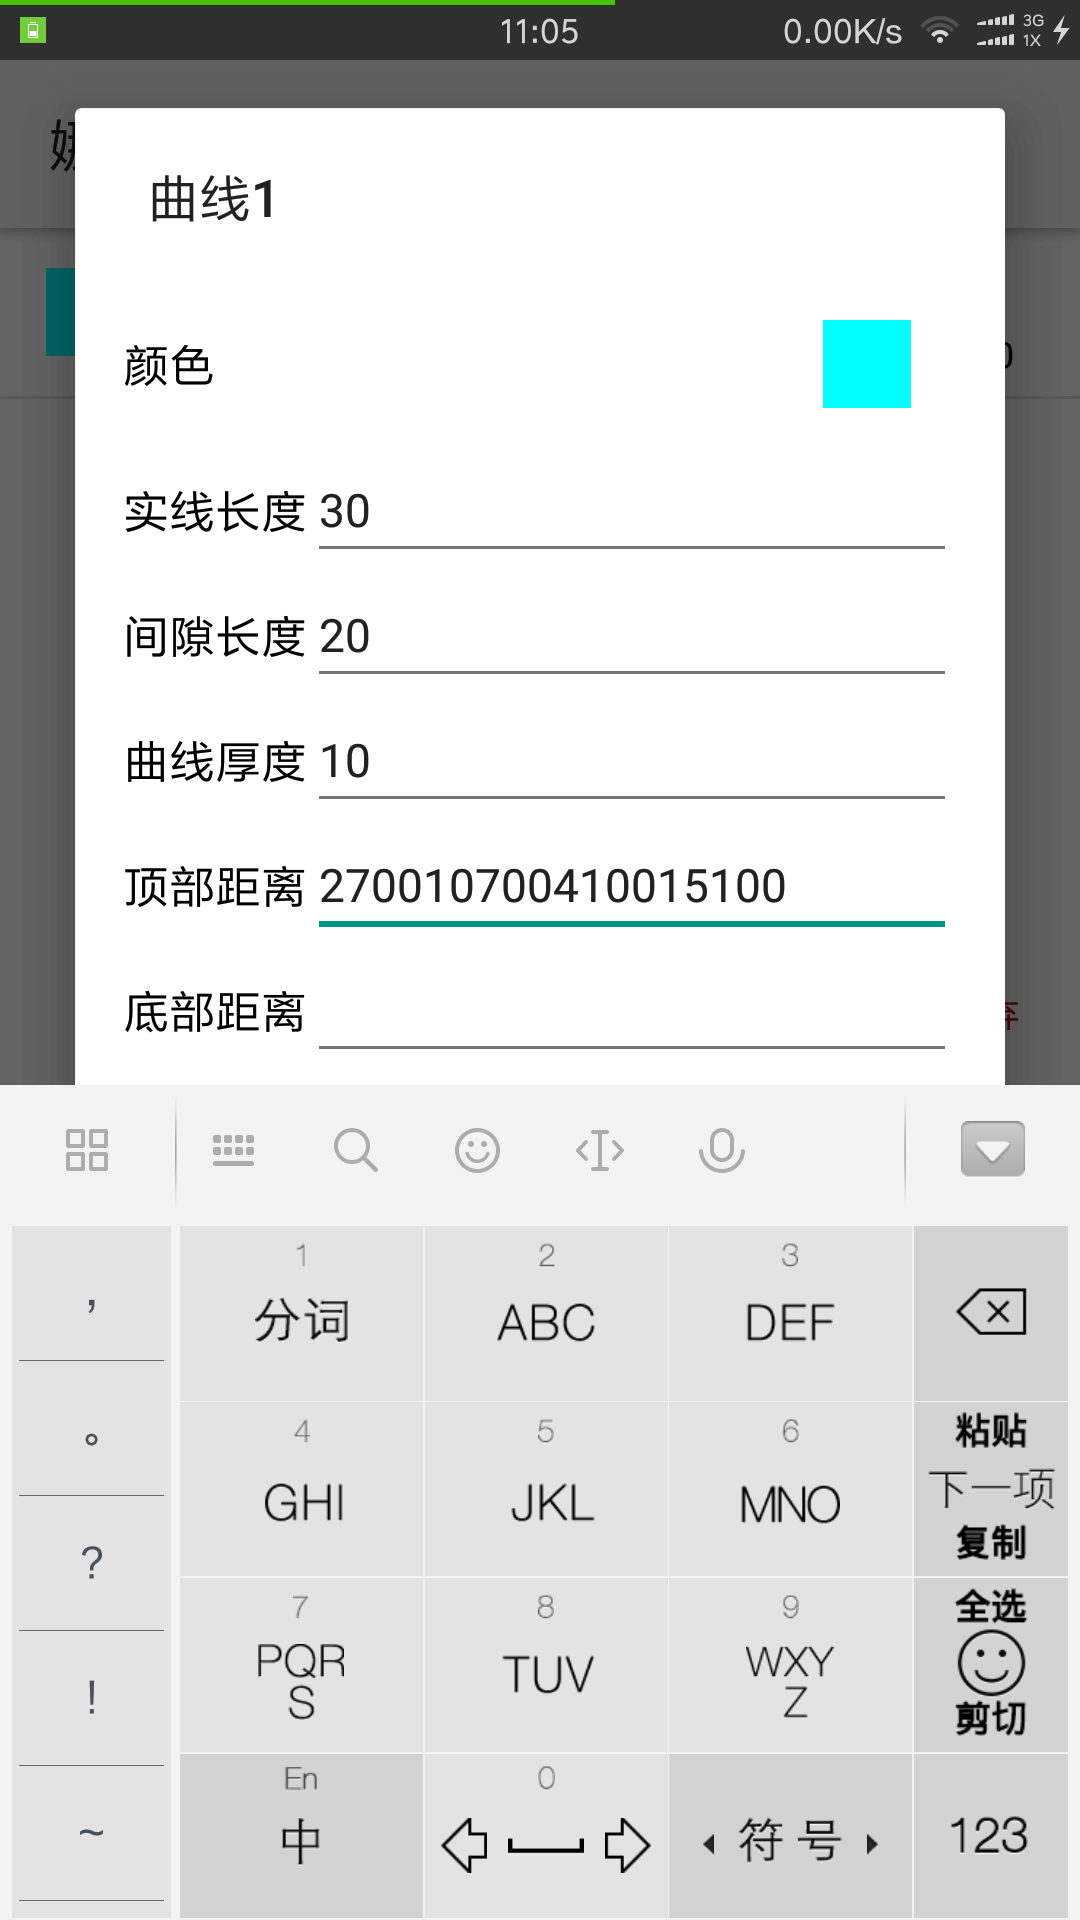 11:05 0.00K/s 3G 1X
曲线1
颜色
实线长度 30
间隙长度 20
曲线厚度 10
顶部距离 270010700410015100
底部距离
弃
,
1 分词
2 ABC
3 DEF
。
4 GHI
5 JKL
6 MNO
粘贴
下一项
复制
?
7 PQRS
8 TUV
9 WXYZ
全选
剪切
!
~
En 中
0
符号
123